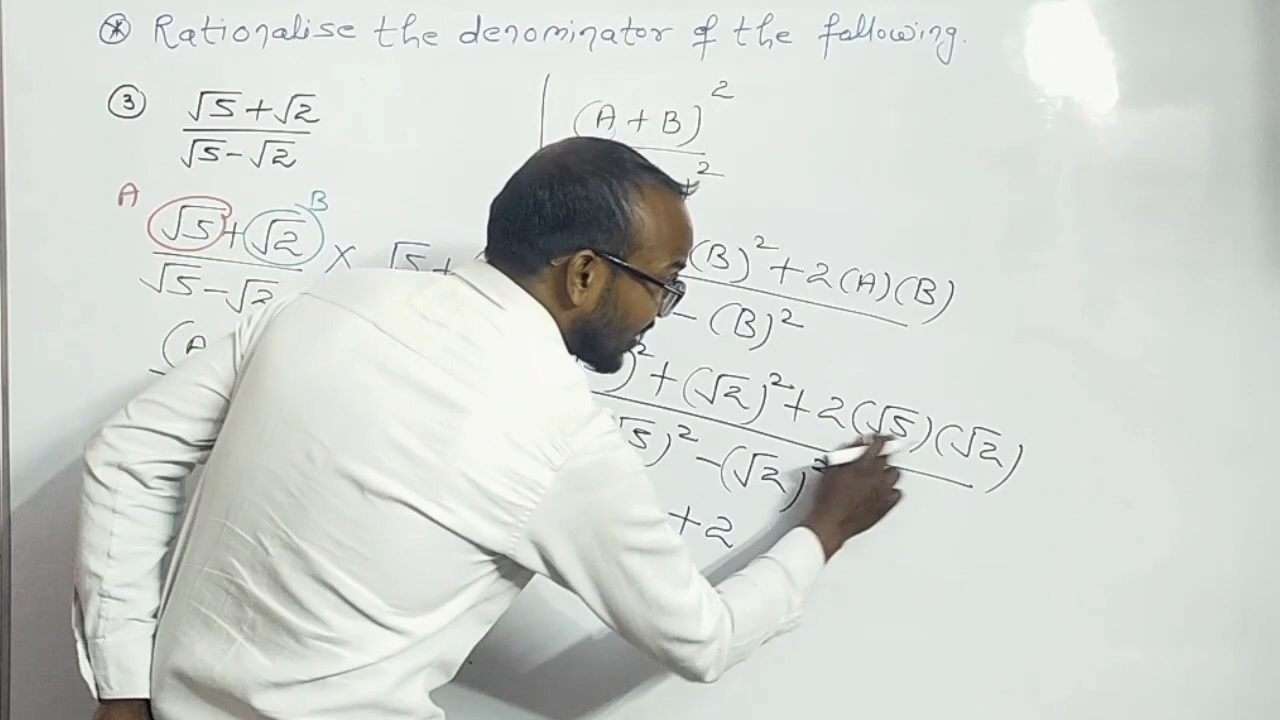 * Rationalise the denominator of the following.
③ √5+√2 / √5-√2
A B
√5+√2 / √5-√2 × √5+
(A
(A + B)²
²
(B)² + 2(A)(B)
- (B)²
)² + (√2)² + 2(√5)(√2)
√5)² - (√2)²
+ 2